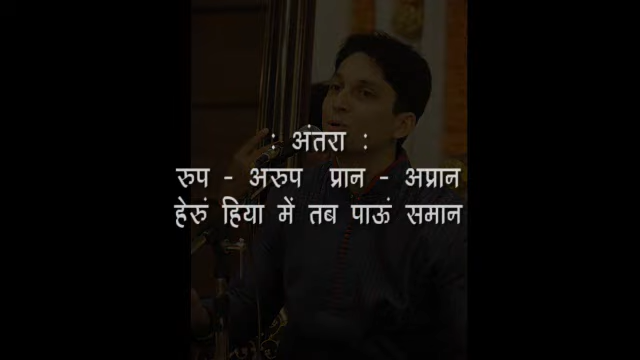 : अंतरा :
रुप - अरुप प्रान - अप्रान
हेरुं हिया में तब पाऊं समान